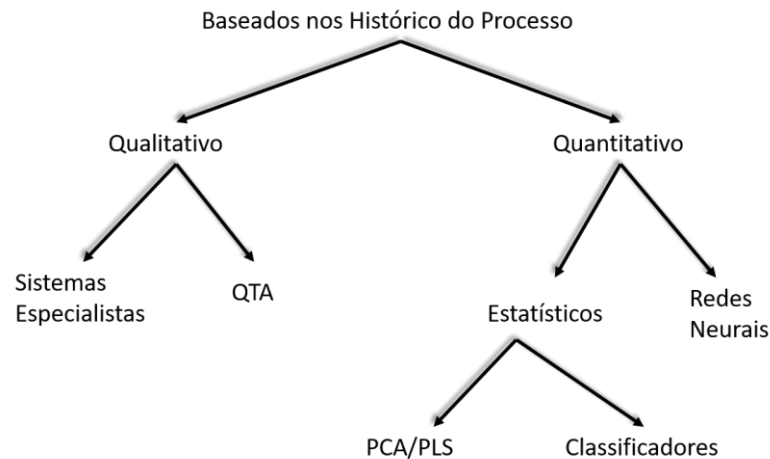 Baseados nos Histórico do Processo
Qualitativo
Quantitativo
Sistemas
Especialistas
QTA
Estatísticos
Redes
Neurais
PCA/PLS
Classificadores